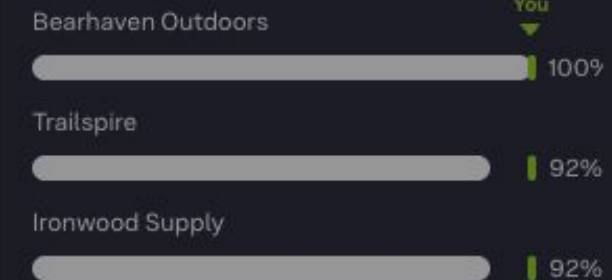 You
Bearhaven Outdoors
100%
Trailspire
92%
Ironwood Supply
92%